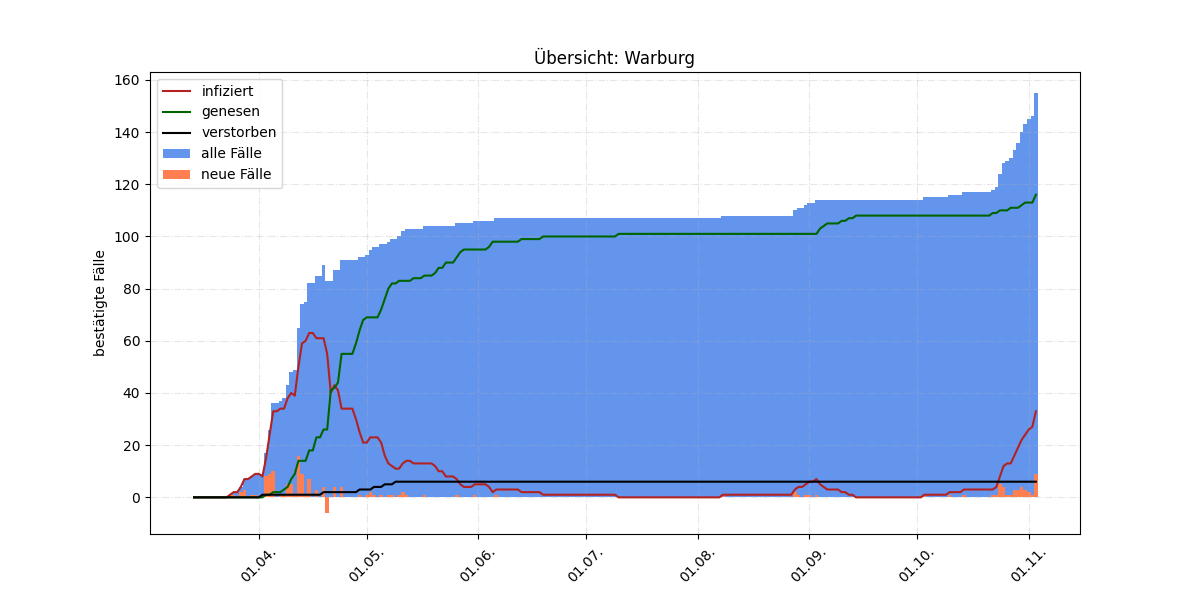 Übersicht: Warburg
infiziert
genesen
verstorben
alle Fälle
neue Fälle
bestätigte Fälle
160
140
120
100
80
60
40
20
0
01.04.
01.05.
01.06.
01.07.
01.08.
01.09.
01.10.
01.11.